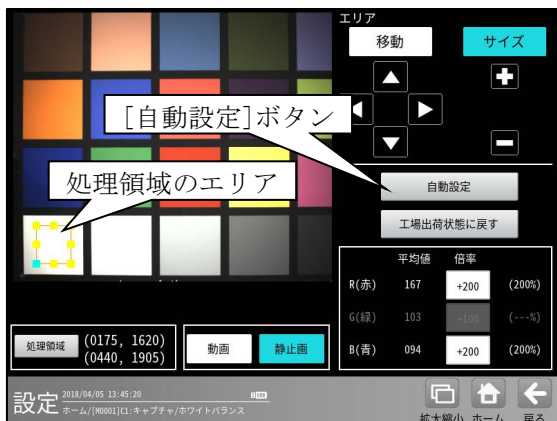 エリア
移動
サイズ
[自動設定]ボタン
処理領域のエリア
自動設定
工場出荷状態に戻す
平均値 倍率
R(赤) 167 +200 (200%)
G(緑) 103 +100 (---%)
B(青) 094 +200 (200%)
処理領域
(0175, 1620)
(0440, 1905)
動画
静止画
設定
2018/04/05 13:45:20
ホーム/[M0001]C1:キャプチャ/ホワイトバランス
拡大縮小 ホーム 戻る